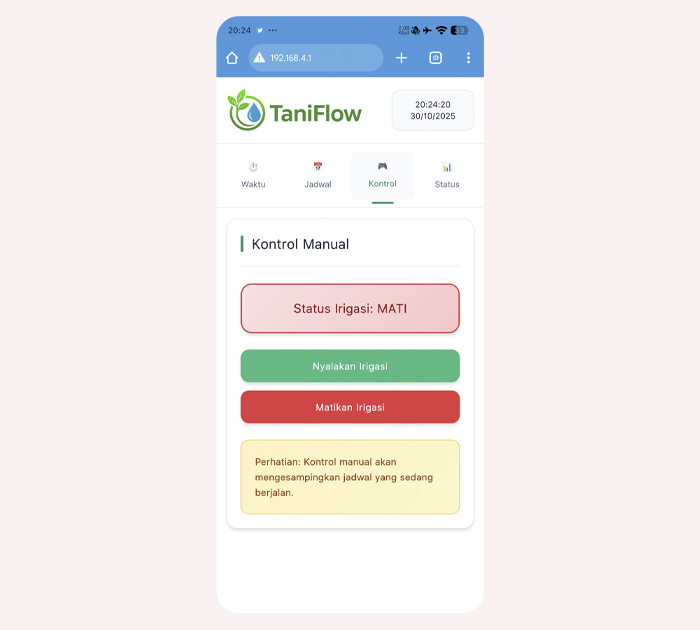 20:24
192.168.4.1
TaniFlow
20:24:20
30/10/2025
Waktu
Jadwal
Kontrol
Status
Kontrol Manual
Status Irigasi: MATI
Nyalakan Irigasi
Matikan Irigasi
Perhatian: Kontrol manual akan
mengesampingkan jadwal yang sedang
berjalan.